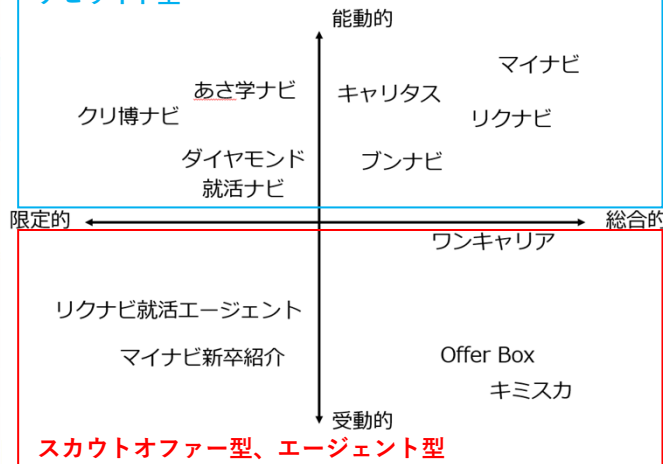 能動的
マイナビ
あさ学ナビ
キャリタス
クリ博ナビ
リクナビ
ダイヤモンド
就活ナビ
ブンナビ
限定的
総合的
ワンキャリア
リクナビ就活エージェント
マイナビ新卒紹介
Offer Box
キミスカ
受動的
スカウトオファー型、エージェント型